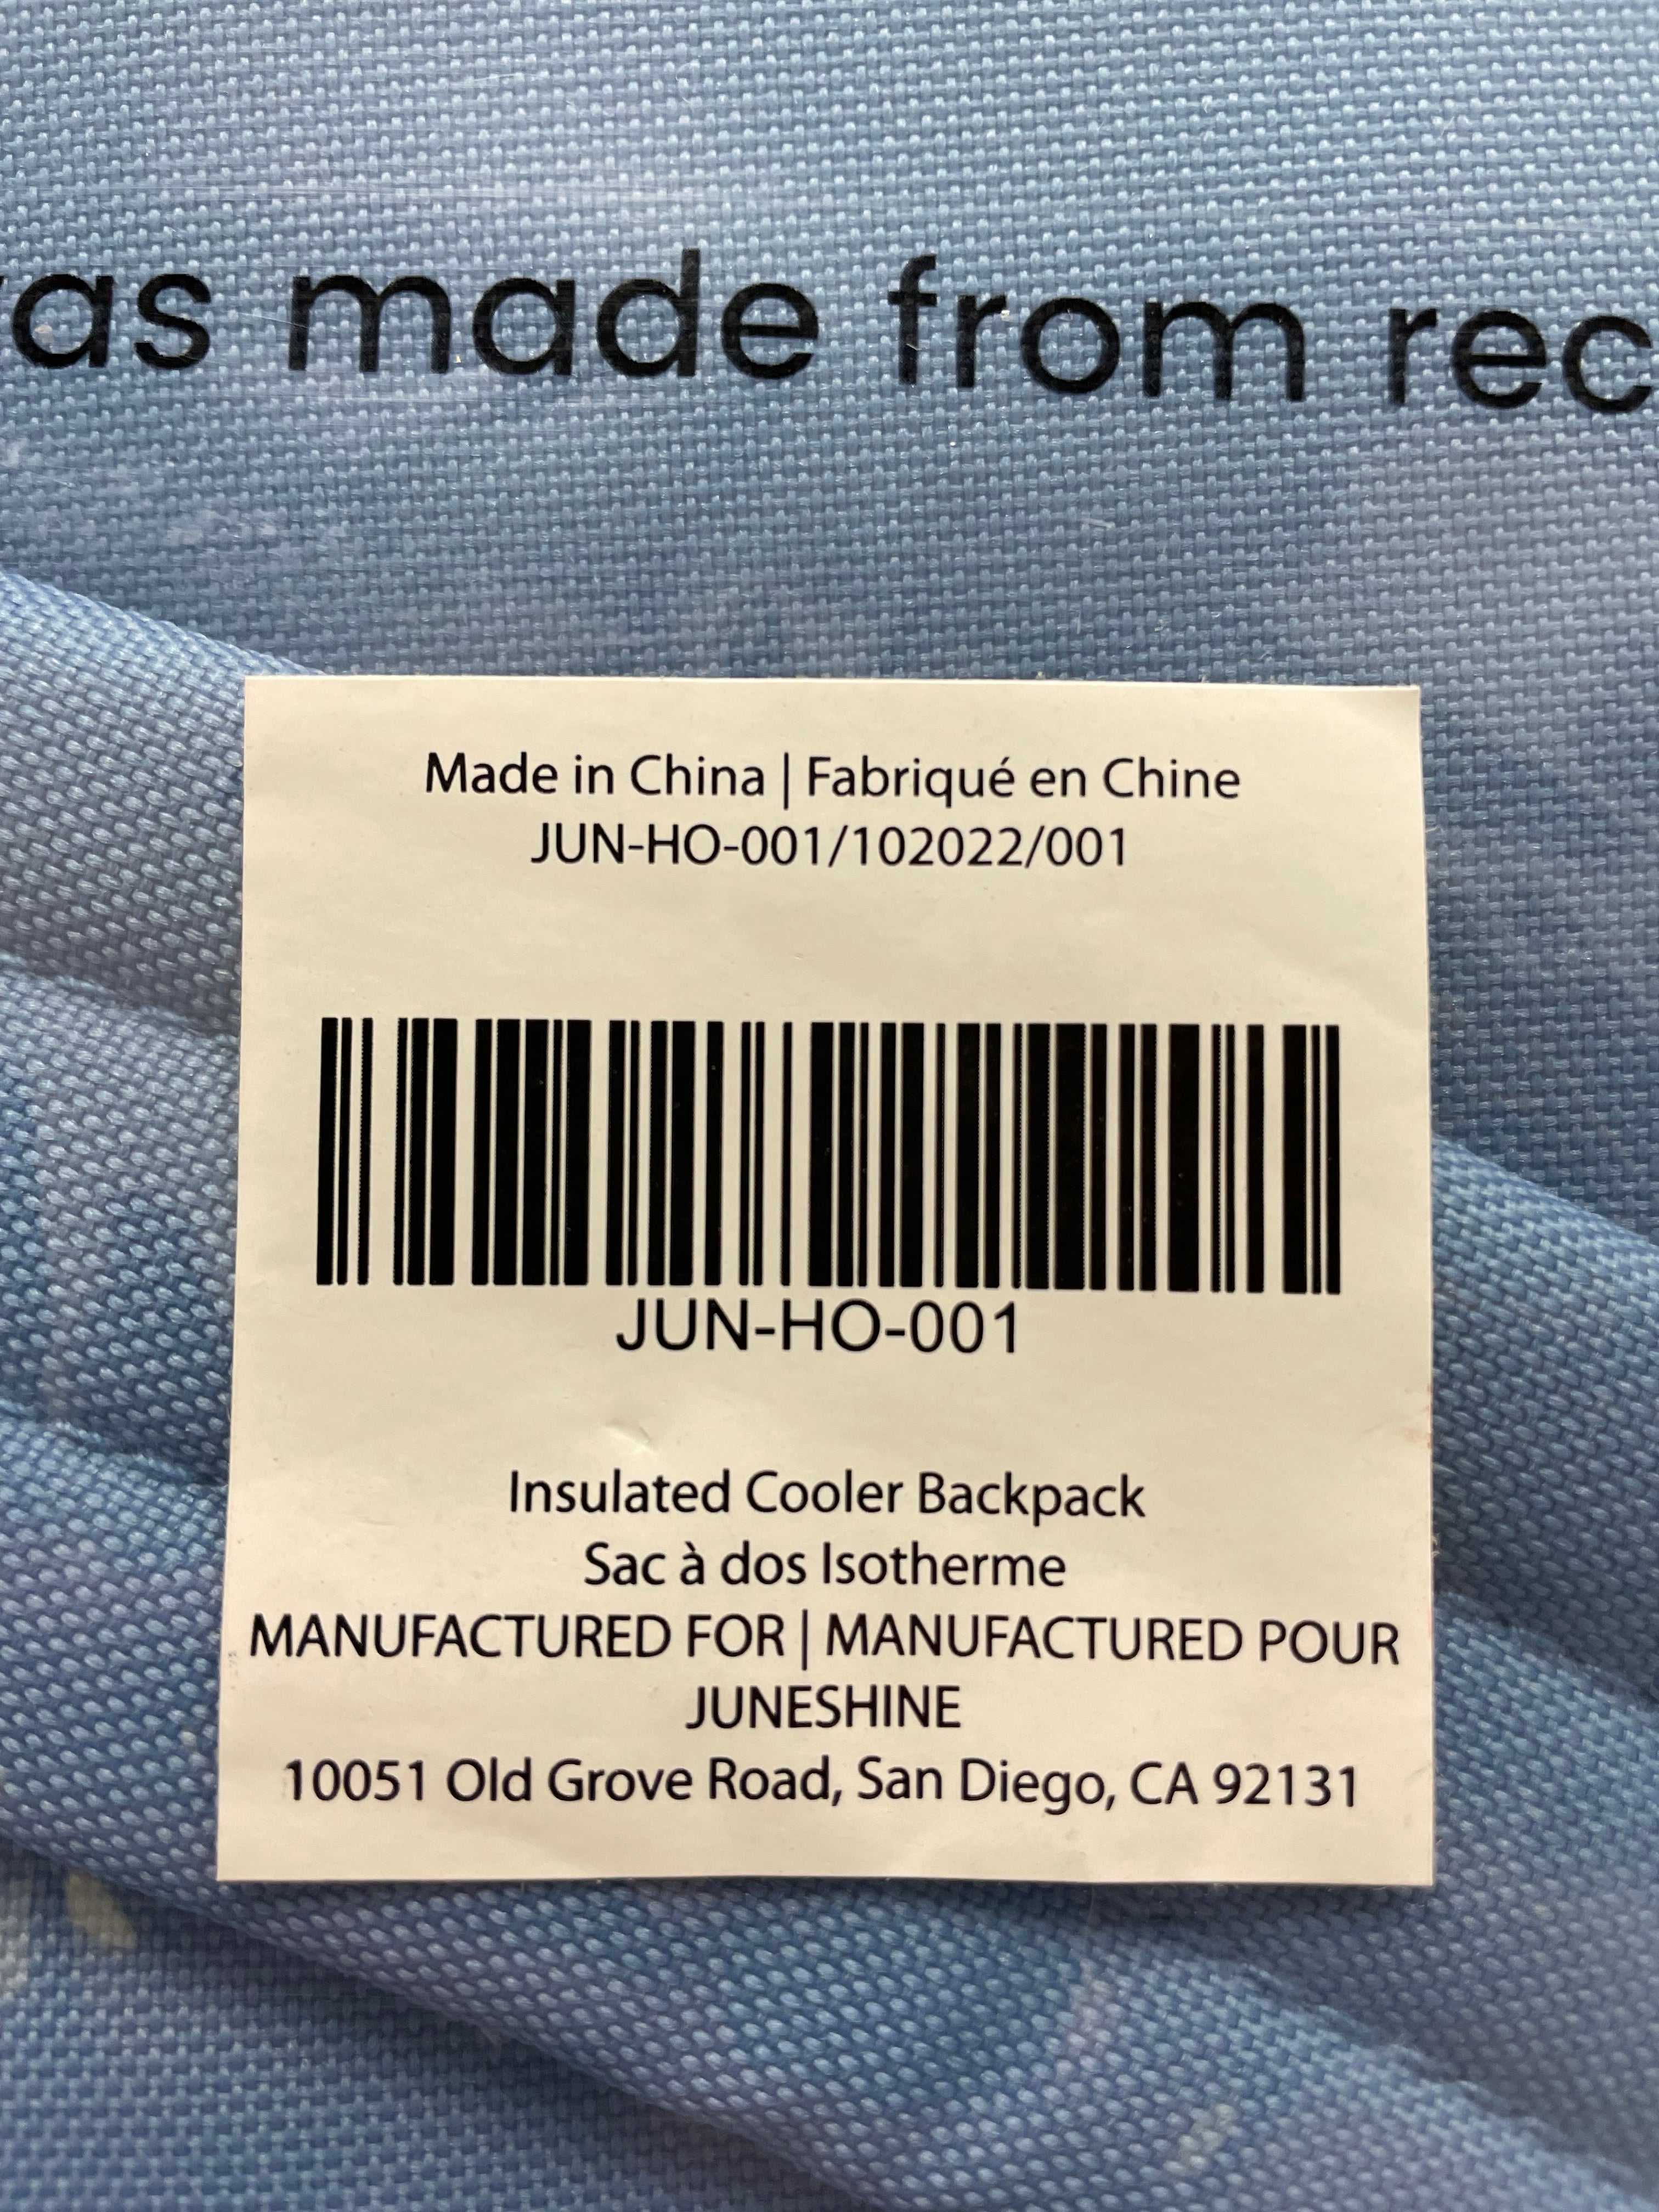 as made from rec
Made in China | Fabriqué en Chine
JUN-HO-001/102022/001
JUN-HO-001
Insulated Cooler Backpack
Sac à dos Isotherme
MANUFACTURED FOR | MANUFACTURED POUR
JUNESHINE
10051 Old Grove Road, San Diego, CA 92131